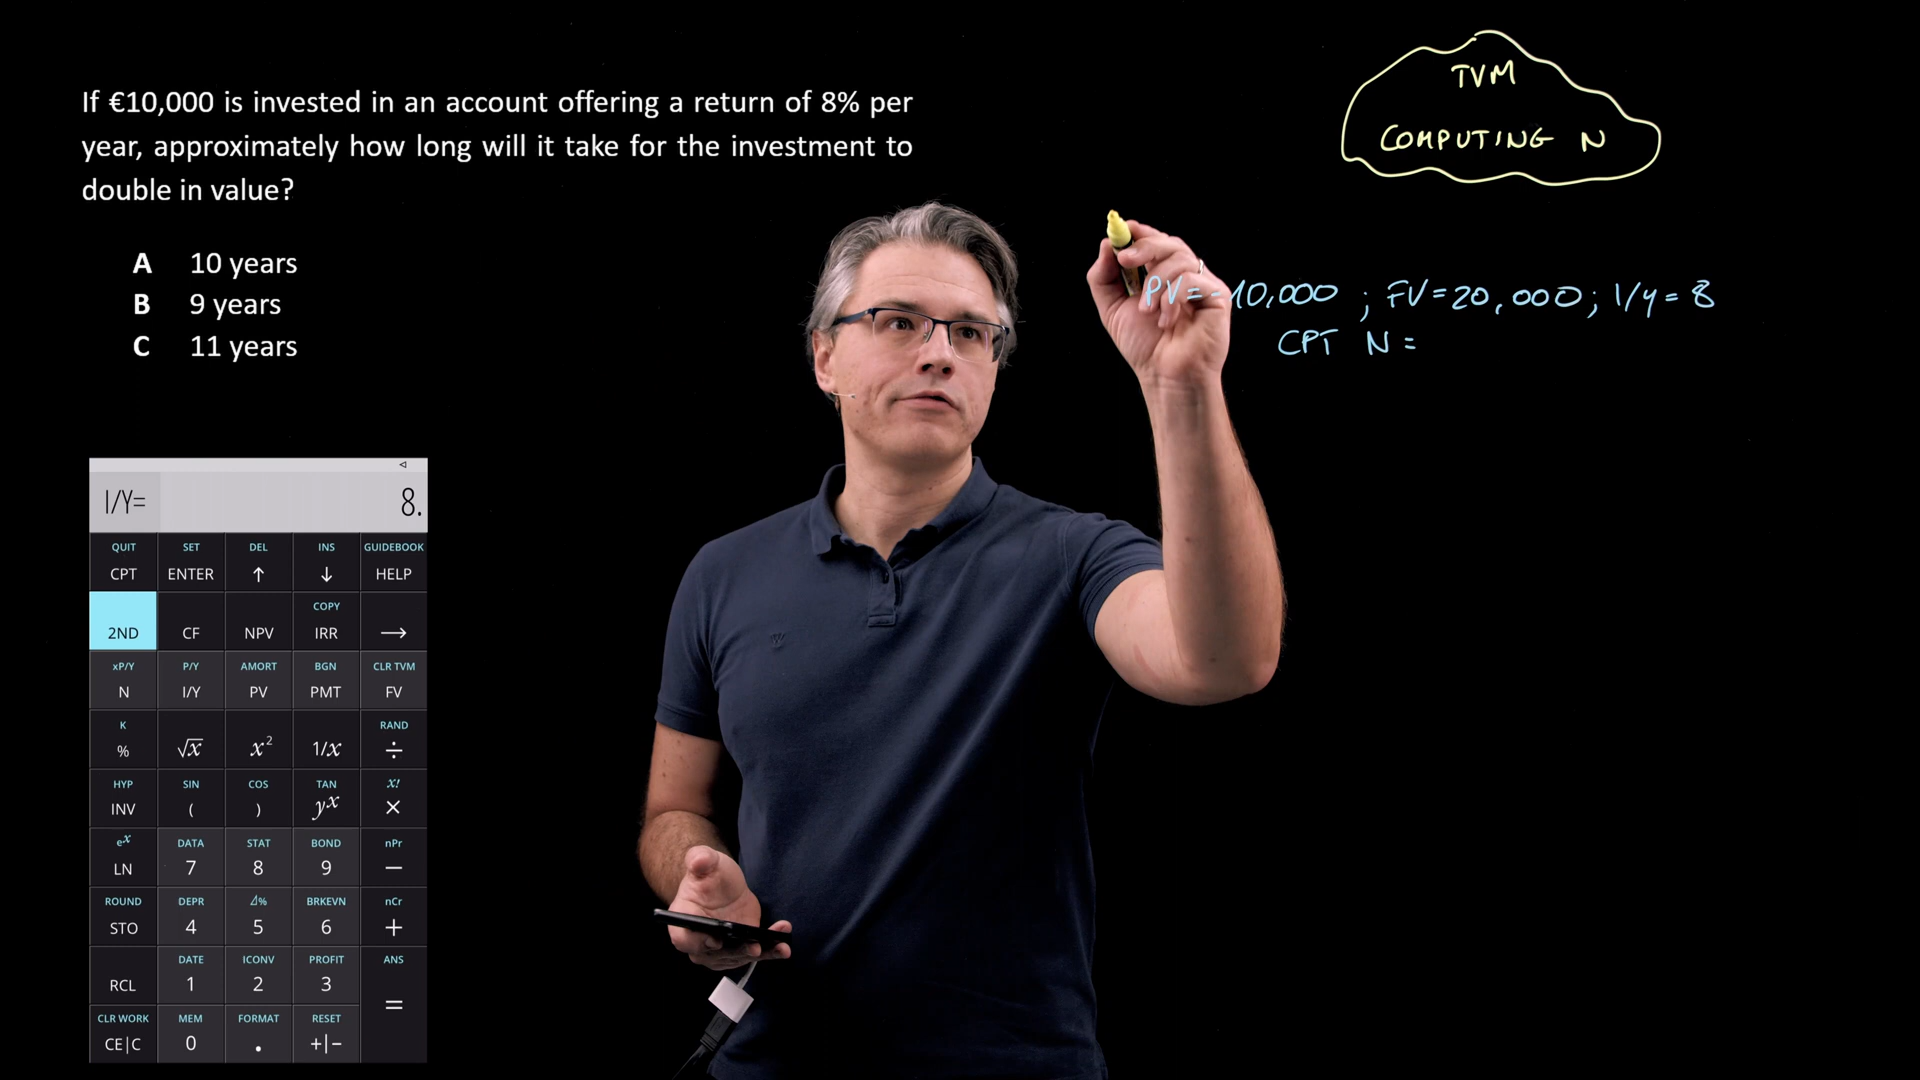 If €10,000 is invested in an account offering a return of 8% per
year, approximately how long will it take for the investment to
double in value?
A 10 years
B 9 years
C 11 years
TVM
COMPUTING N
PV = -10,000 ; FV = 20,000 ; I/Y = 8
CPT N =
I/Y= 8.
QUIT SET DEL INS GUIDEBOOK
CPT ENTER ↑ ↓ HELP
COPY
2ND CF NPV IRR →
xP/Y P/Y AMORT BGN CLR TVM
N I/Y PV PMT FV
K RAND
% √x x² 1/x ÷
HYP SIN COS TAN x!
INV ( ) yˣ ×
eˣ DATA STAT BOND nPr
LN 7 8 9 −
ROUND DEPR Δ% BRKEVN nCr
STO 4 5 6 +
DATE ICONV PROFIT ANS
RCL 1 2 3 =
CLR WORK MEM FORMAT RESET
CE|C 0 . +|−